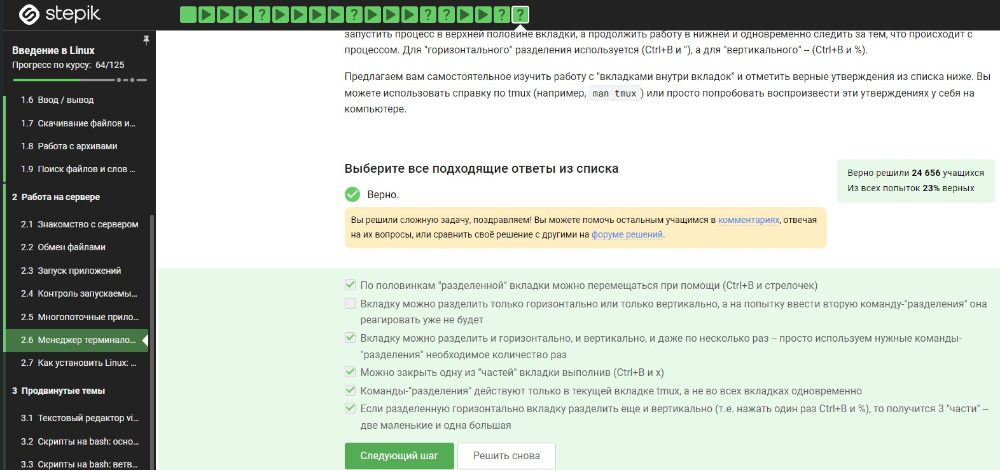 stepik
? ? ? ? ? ?
Введение в Linux
Прогресс по курсу: 64/125
1.6 Ввод / вывод
1.7 Скачивание файлов и...
1.8 Работа с архивами
1.9 Поиск файлов и слов ...
2 Работа на сервере
2.1 Знакомство с сервером
2.2 Обмен файлами
2.3 Запуск приложений
2.4 Контроль запускаемы...
2.5 Многопоточные прило...
2.6 Менеджер терминало...
2.7 Как установить Linux: ...
3 Продвинутые темы
3.1 Текстовый редактор vi...
3.2 Скрипты на bash: осно...
3.3 Скрипты на bash: ветв...
запустить процесс в верхней половине вкладки, а продолжить работу в нижней и одновременно следить за тем, что происходит с
процессом. Для "горизонтального" разделения используется (Ctrl+B и "), а для "вертикального" -- (Ctrl+B и %).
Предлагаем вам самостоятельное изучить работу с "вкладками внутри вкладок" и отметить верные утверждения из списка ниже. Вы
можете использовать справку по tmux (например, man tmux ) или просто попробовать воспроизвести эти утверждениях у себя на
компьютере.
Выберите все подходящие ответы из списка
Верно.
Вы решили сложную задачу, поздравляем! Вы можете помочь остальным учащимся в комментариях, отвечая
на их вопросы, или сравнить своё решение с другими на форуме решений.
Верно решили 24 656 учащихся
Из всех попыток 23% верных
По половинкам "разделенной" вкладки можно перемещаться при помощи (Ctrl+B и стрелочек)
Вкладку можно разделить только горизонтально или только вертикально, а на попытку ввести вторую команду-"разделения" она
реагировать уже не будет
Вкладку можно разделить и горизонтально, и вертикально, и даже по несколько раз -- просто используем нужные команды-
"разделения" необходимое количество раз
Можно закрыть одну из "частей" вкладки выполнив (Ctrl+B и x)
Команды-"разделения" действуют только в текущей вкладке tmux, а не во всех вкладках одновременно
Если разделенную горизонтально вкладку разделить еще и вертикально (т.е. нажать один раз Ctrl+B и %), то получится 3 "части" --
две маленькие и одна большая
Следующий шаг
Решить снова